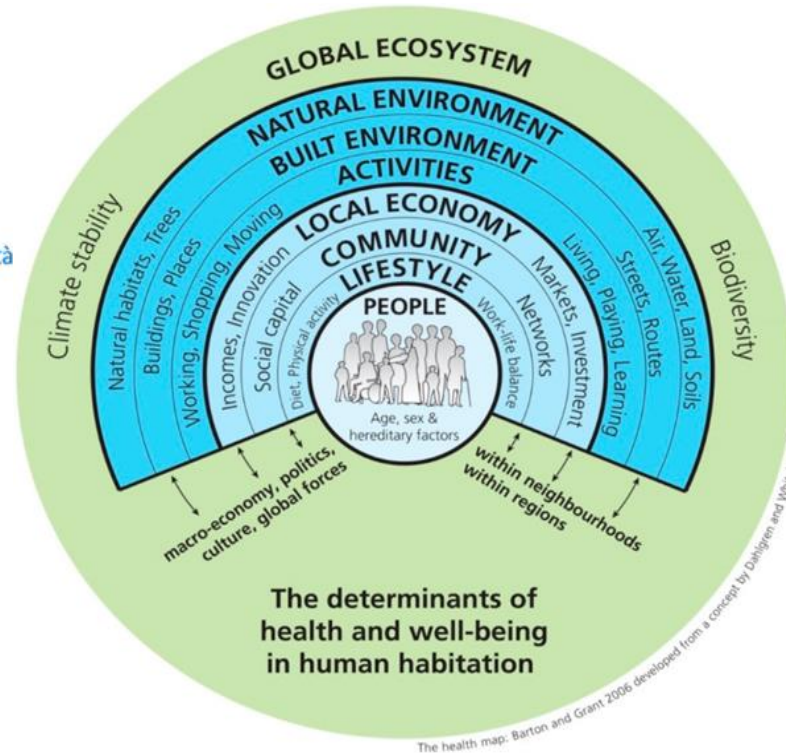 GLOBAL ECOSYSTEM
NATURAL ENVIRONMENT
BUILT ENVIRONMENT
ACTIVITIES
LOCAL ECONOMY
COMMUNITY
LIFESTYLE
PEOPLE
Age, sex &
hereditary factors
Climate stability
Natural habitats, Trees
Buildings, Places
Working, Shopping, Moving
Incomes, Innovation
Social capital
Diet, Physical activity
Work-life balance
Networks
Markets, Investment
Living, Playing, Learning
Streets, Routes
Air, Water, Land, Soils
Biodiversity
macro-economy, politics,
culture, global forces
within neighbourhoods
within regions
The determinants of
health and well-being
in human habitation
The health map: Barton and Grant 2006 developed from a concept by Dahlgren and